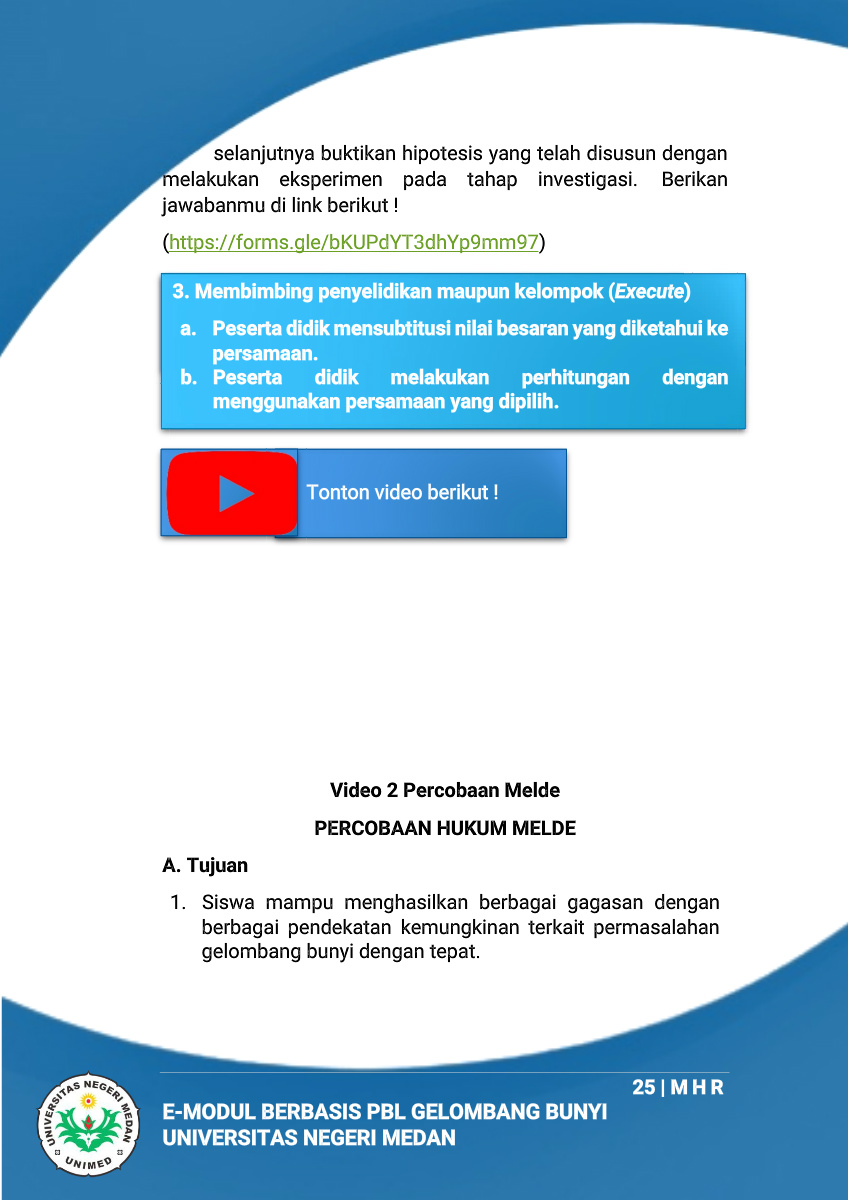 selanjutnya buktikan hipotesis yang telah disusun dengan
melakukan eksperimen pada tahap investigasi. Berikan
jawabanmu di link berikut !
(https://forms.gle/bKUPdYT3dhYp9mm97)
3. Membimbing penyelidikan maupun kelompok (Execute)
a. Peserta didik mensubtitusi nilai besaran yang diketahui ke
persamaan.
b. Peserta didik melakukan perhitungan dengan
menggunakan persamaan yang dipilih.
Tonton video berikut !
Video 2 Percobaan Melde
PERCOBAAN HUKUM MELDE
A. Tujuan
1. Siswa mampu menghasilkan berbagai gagasan dengan
berbagai pendekatan kemungkinan terkait permasalahan
gelombang bunyi dengan tepat.
25 | M H R
E-MODUL BERBASIS PBL GELOMBANG BUNYI
UNIVERSITAS NEGERI MEDAN
UNIVERSITAS NEGERI MEDAN
UNIMED